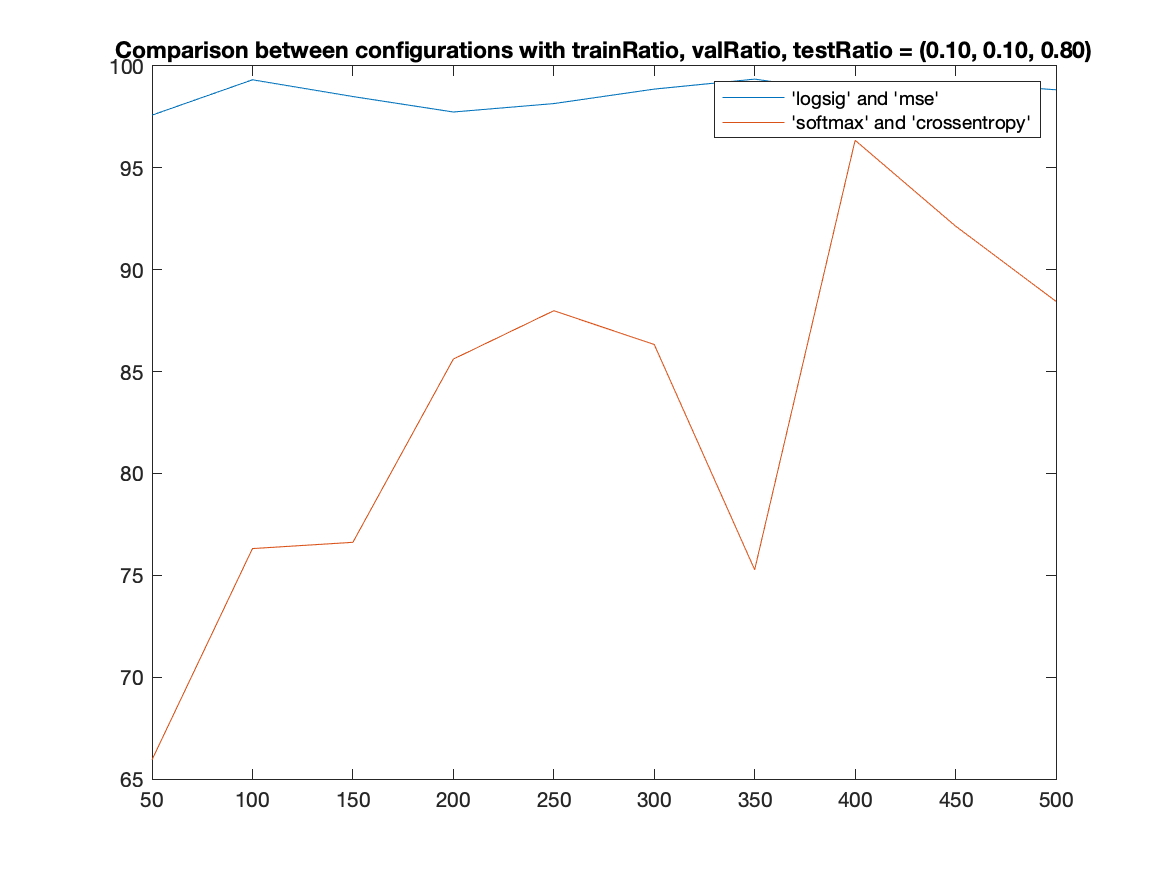 Comparison between configurations with trainRatio, valRatio, testRatio = (0.10, 0.10, 0.80)
100
'logsig' and 'mse'
'softmax' and 'crossentropy'
95
90
85
80
75
70
65
50 100 150 200 250 300 350 400 450 500